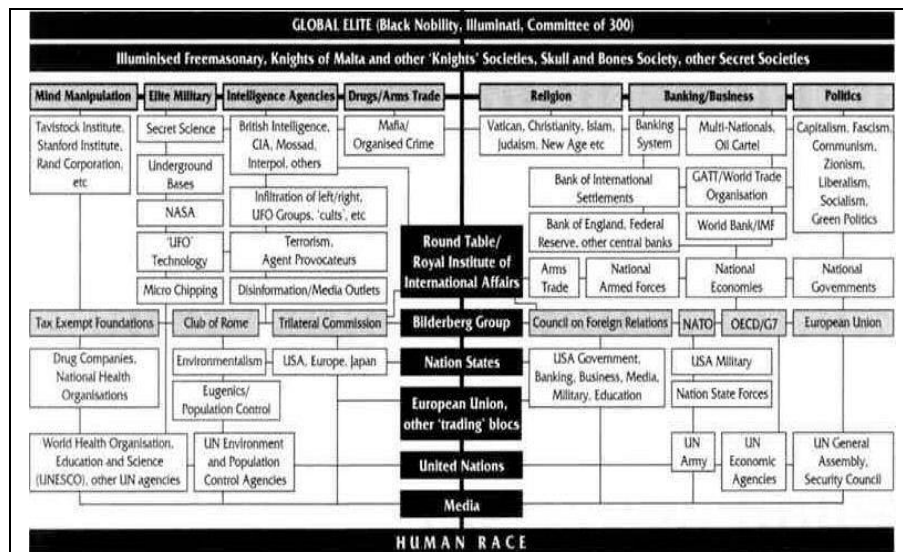 GLOBAL ELITE (Black Nobility, Illuminati, Committee of 300)
Illuminised Freemasonary, Knights of Malta and other 'Knights' Societies, Skull and Bones Society, other Secret Societies
Mind Manipulation
Elite Military
Intelligence Agencies
Drugs/Arms Trade
Religion
Banking/Business
Politics
Tavistock Institute,
Stanford Institute,
Rand Corporation,
etc
Secret Science
Underground
Bases
NASA
'UFO'
Technology
Micro Chipping
British Intelligence,
CIA, Mossad,
Interpol, others
Infiltration of left/right,
UFO Groups, 'cults', etc
Terrorism,
Agent Provocateurs
Disinformation/Media Outlets
Mafia/
Organised Crime
Vatican, Christianity, Islam,
Judaism, New Age etc
Banking
System
Multi-Nationals,
Oil Cartel
Capitalism, Fascism,
Communism,
Zionism,
Liberalism,
Socialism,
Green Politics
Bank of International
Settlements
GATT/World Trade
Organisation
Bank of England, Federal
Reserve, other central banks
World Bank/IMF
Round Table/
Royal Institute of
International Affairs
Arms
Trade
National
Armed Forces
National
Economies
National
Governments
Tax Exempt Foundations
Club of Rome
Trilateral Commission
Bilderberg Group
Council on Foreign Relations
NATO
OECD/G7
European Union
Drug Companies,
National Health
Organisations
Environmentalism
Eugenics/
Population Control
USA, Europe, Japan
Nation States
USA Government,
Banking, Business, Media,
Military, Education
USA Military
Nation State Forces
European Union,
other 'trading' blocs
World Health Organisation,
Education and Science
(UNESCO), other UN agencies
UN Environment
and Population
Control Agencies
United Nations
UN
Army
UN
Economic
Agencies
UN General
Assembly,
Security Council
Media
HUMAN RACE